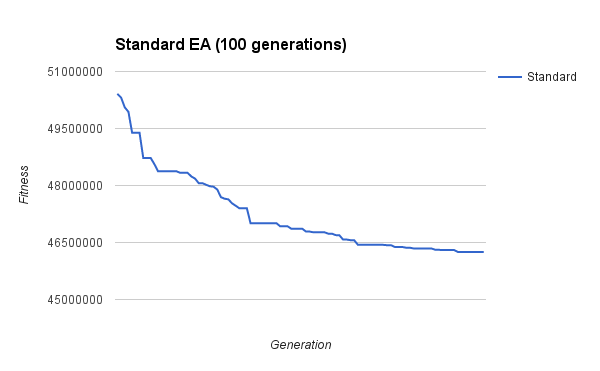 Standard EA (100 generations)
51000000
49500000
48000000
46500000
45000000
Fitness
Generation
Standard